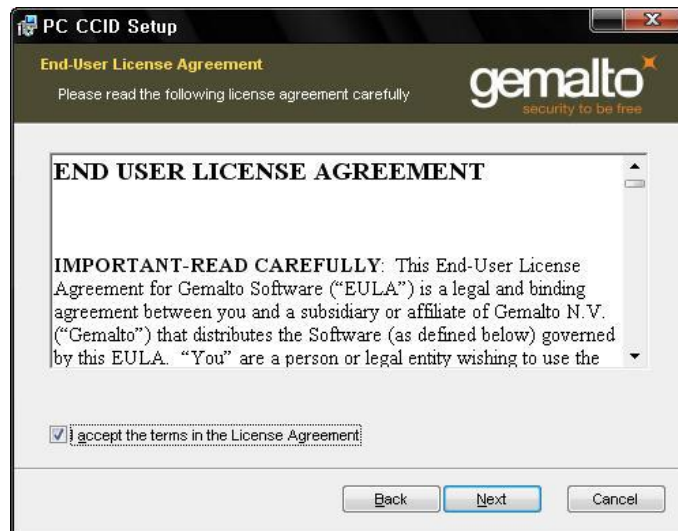 PC CCID Setup
End-User License Agreement
Please read the following license agreement carefully
gemalto
security to be free
END USER LICENSE AGREEMENT
IMPORTANT-READ CAREFULLY: This End-User License
Agreement for Gemalto Software (“EULA”) is a legal and binding
agreement between you and a subsidiary or affiliate of Gemalto N.V.
(“Gemalto”) that distributes the Software (as defined below) governed
by this EULA. “You” are a person or legal entity wishing to use the
I accept the terms in the License Agreement
Back
Next
Cancel